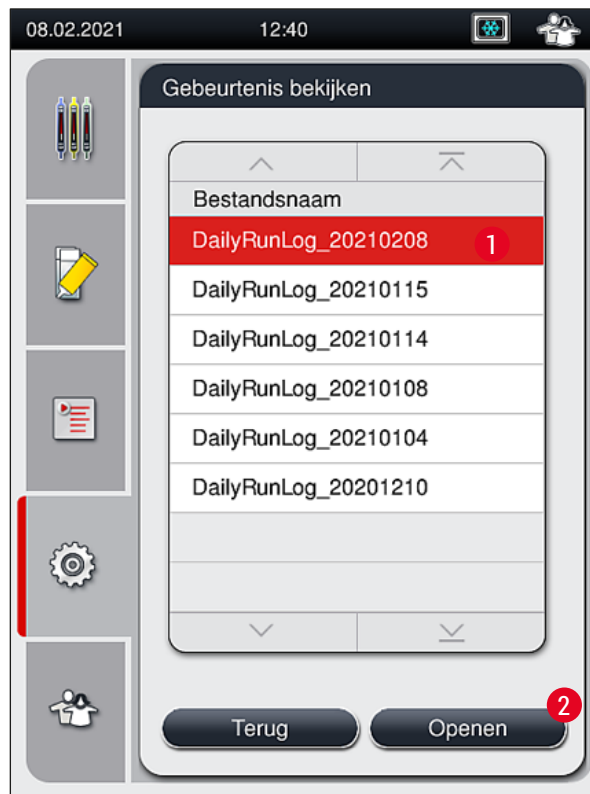 08.02.2021 12:40
Gebeurtenis bekijken
Bestandsnaam
DailyRunLog_20210208 1
DailyRunLog_20210115
DailyRunLog_20210114
DailyRunLog_20210108
DailyRunLog_20210104
DailyRunLog_20201210
2
Terug Openen